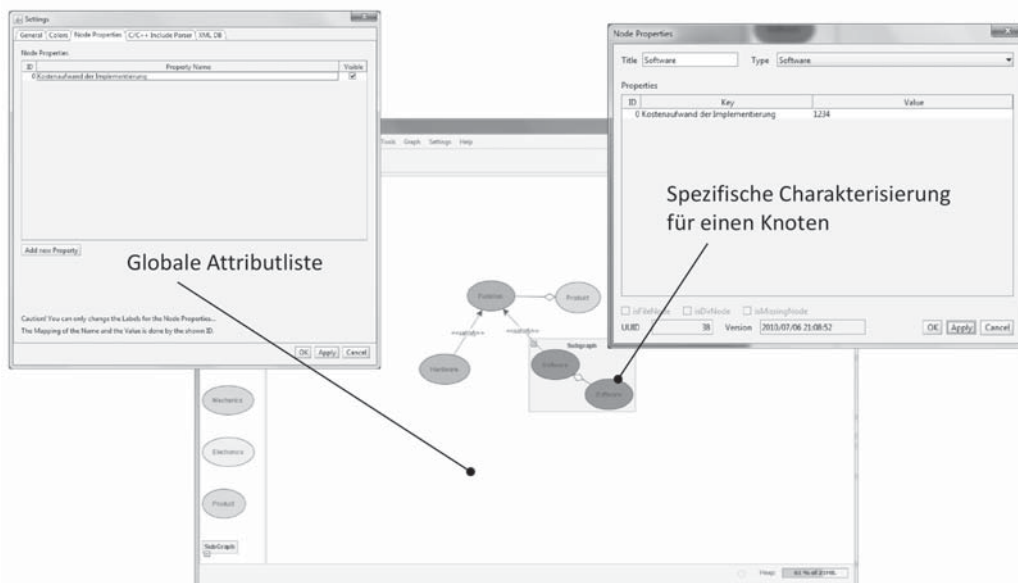 Settings
General Colors Node Properties C/C++ Include Parser XML DB
Node Properties
ID Property Name Visible
0 Kostenaufwand der Implementierung
Add new Property
Caution! You can only change the Labels for the Node Properties...
The Mapping of the Name and the Value is done by the shown ID.
OK Apply Cancel
Globale Attributliste
Tools Graph Settings Help
Node Properties
Title Software Type Software
Properties
ID Key Value
0 Kostenaufwand der Implementierung 1234
Spezifische Charakterisierung
für einen Knoten
isFileNode isDirNode isMissingNode
UUID 38 Version 2010/07/06 21:08:52
OK Apply Cancel
Function
Product
Hardware
Subgraph
Software
Software
Mechanics
Electronics
Product
SubGraph
Heap: